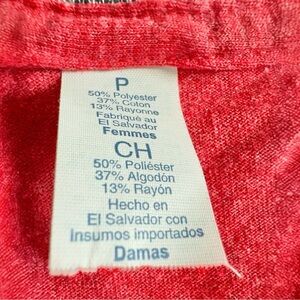 P
50% Polyester
37% Coton
13% Rayonne
Fabriqué au
El Salvador
Femmes
CH
50% Poliéster
37% Algodón
13% Rayón
Hecho en
El Salvador con
Insumos importados
Damas